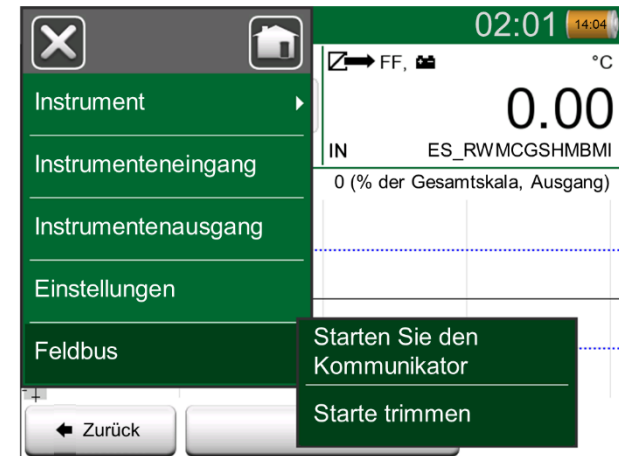 02:01 14:04
FF, °C
0.00
IN ES_RWMCGSHMBMI
0 (% der Gesamtskala, Ausgang)
Instrument
Instrumenteneingang
Instrumentenausgang
Einstellungen
Feldbus
Starten Sie den
Kommunikator
Starte trimmen
Zurück